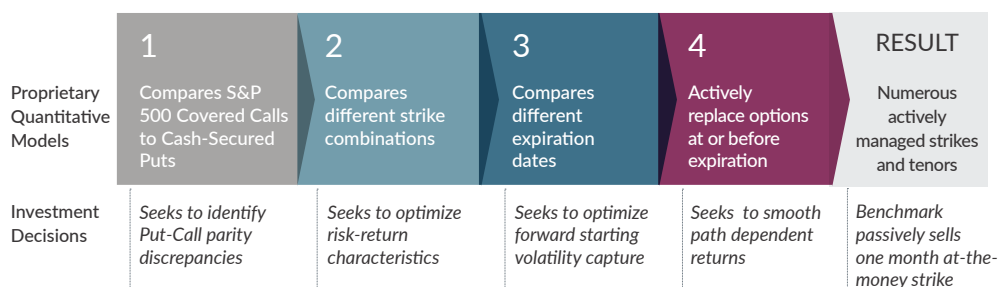 Proprietary
Quantitative
Models
1
Compares S&P
500 Covered Calls
to Cash-Secured
Puts
2
Compares
different strike
combinations
3
Compares
different
expiration
dates
4
Actively
replace options
at or before
expiration
RESULT
Numerous
actively
managed strikes
and tenors
Investment
Decisions
Seeks to identify
Put-Call parity
discrepancies
Seeks to optimize
risk-return
characteristics
Seeks to optimize
forward starting
volatility capture
Seeks to smooth
path dependent
returns
Benchmark
passively sells
one month at-the-
money strike